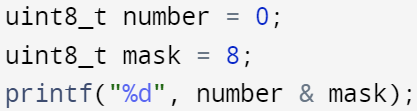 uint8_t number = 0;
uint8_t mask = 8;
printf("%d", number & mask);